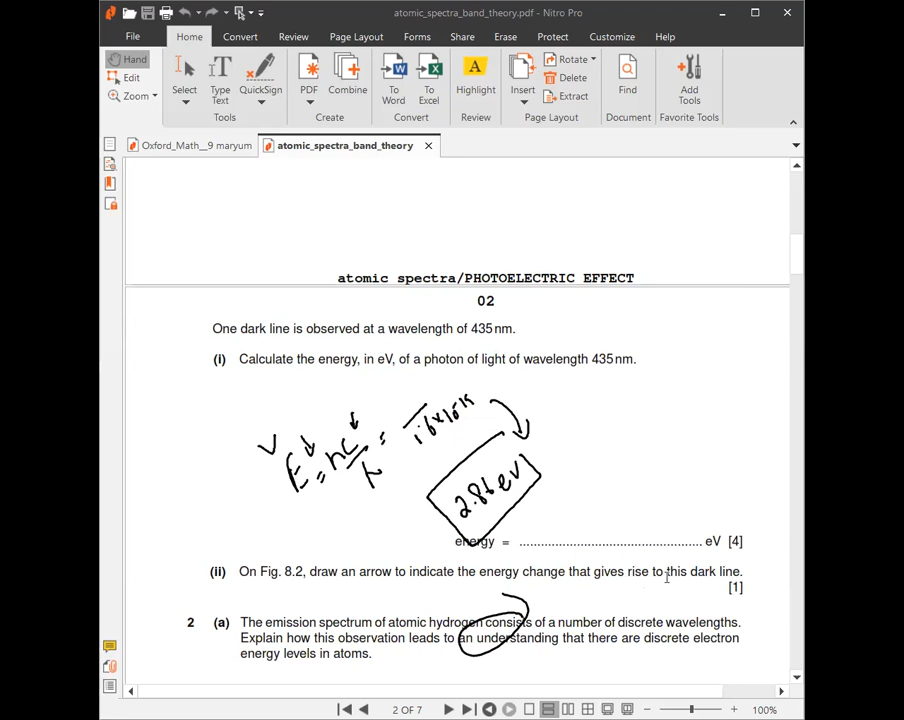 atomic_spectra_band_theory.pdf - Nitro Pro
File Home Convert Review Page Layout Forms Share Erase Protect Customize Help
Hand
Edit
Zoom
Select
Type Text
QuickSign
PDF
Combine
To Word
To Excel
Highlight
Insert
Rotate
Delete
Extract
Find
Add Tools
Tools Create Convert Review Page Layout Document Favorite Tools
Oxford_Math__9 maryum
atomic_spectra_band_theory
atomic spectra/PHOTOELECTRIC EFFECT
02
One dark line is observed at a wavelength of 435 nm.
(i) Calculate the energy, in eV, of a photon of light of wavelength 435 nm.
E = hc/λ =
2.86 eV
energy = ................................................ eV [4]
(ii) On Fig. 8.2, draw an arrow to indicate the energy change that gives rise to this dark line.
[1]
2 (a) The emission spectrum of atomic hydrogen consists of a number of discrete wavelengths.
Explain how this observation leads to an understanding that there are discrete electron
energy levels in atoms.
2 OF 7
100%